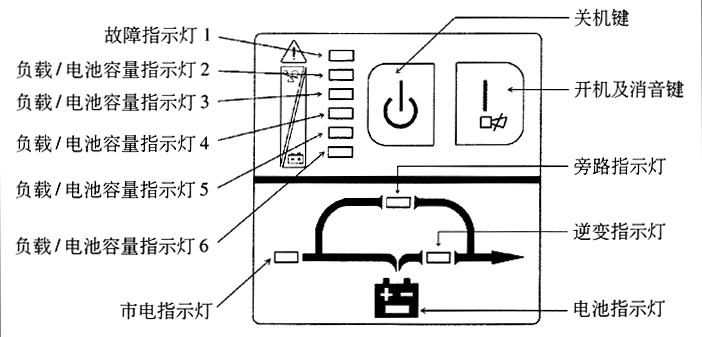 故障指示灯1
负载/电池容量指示灯2
负载/电池容量指示灯3
负载/电池容量指示灯4
负载/电池容量指示灯5
负载/电池容量指示灯6
市电指示灯
关机键
开机及消音键
旁路指示灯
逆变指示灯
电池指示灯